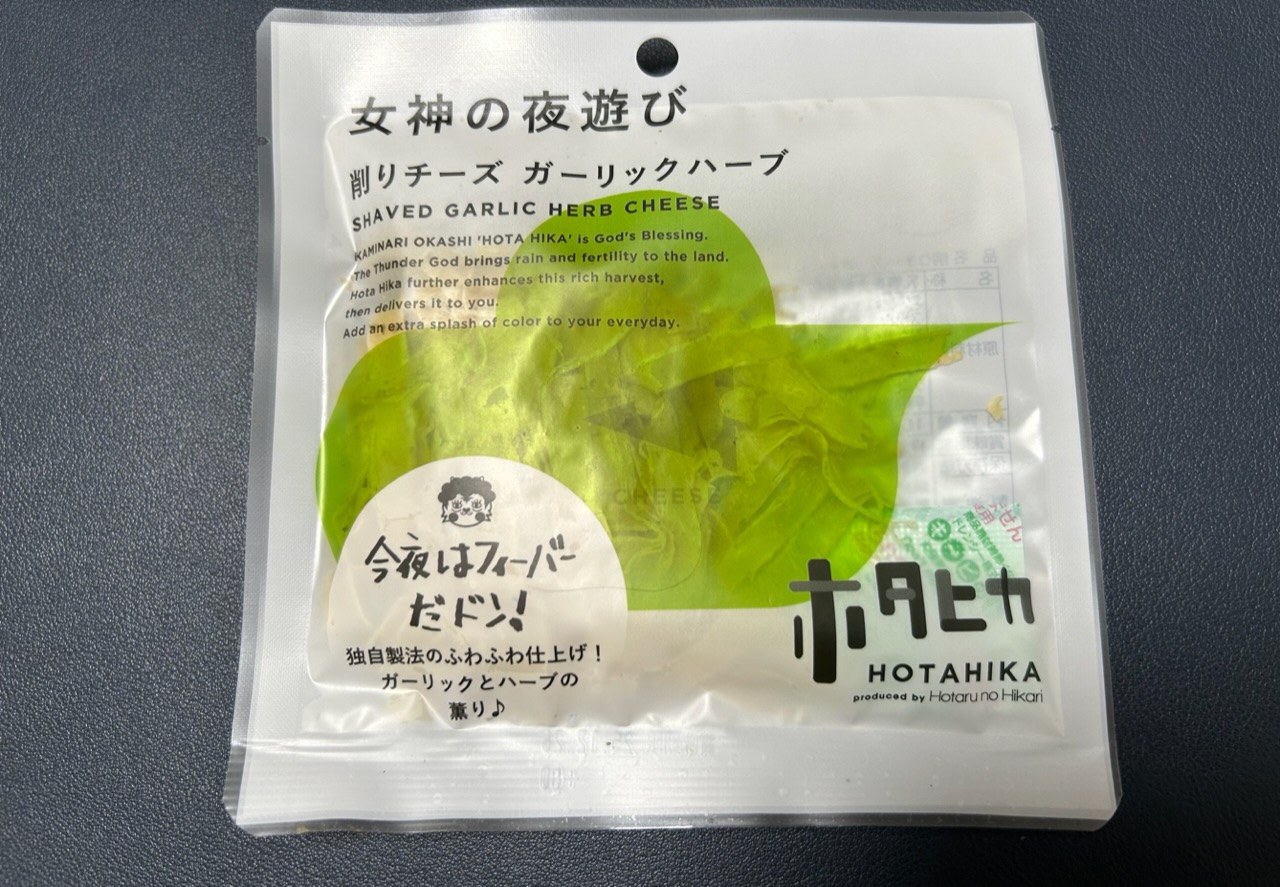 女神の夜遊び
削りチーズ ガーリックハーブ
SHAVED GARLIC HERB CHEESE
KAMINARI OKASHI 'HOTA HIKA' is God's Blessing.
The Thunder God brings rain and fertility to the land.
Hota Hika further enhances this rich harvest,
then delivers it to you.
Add an extra splash of color to your everyday.
CHEESE
今夜はフィーバー
だドン!
独自製法のふわふわ仕上げ!
ガーリックとハーブの
薫り♪
ホタヒカ
HOTAHIKA
produced by Hotaru no Hikari